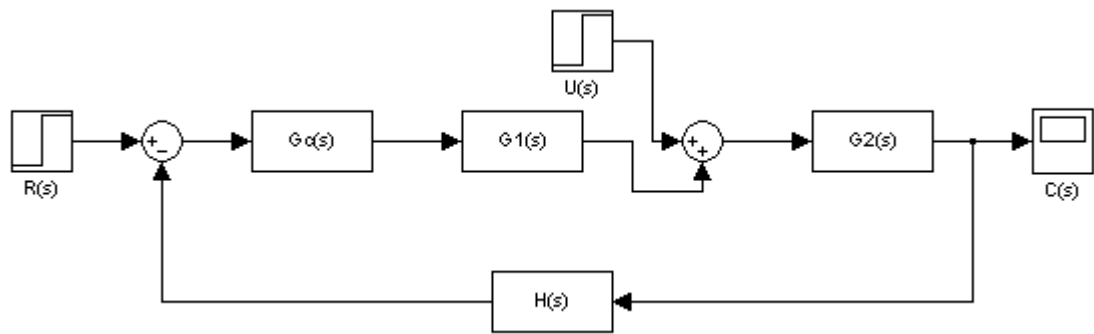 U(s)
R(s)
+
−
Gc(s)
G1(s)
+
+
G2(s)
C(s)
H(s)